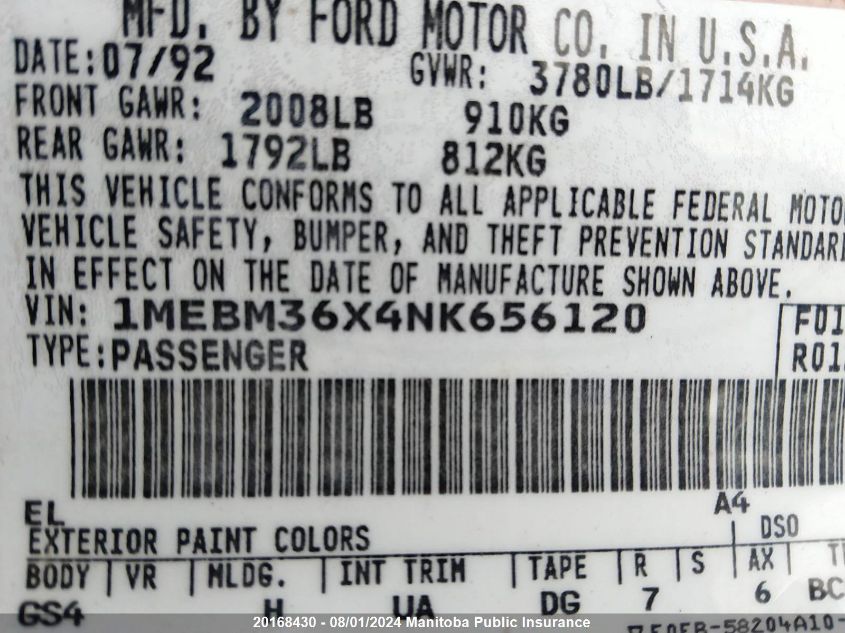 MFD. BY FORD MOTOR CO. IN U.S.A.
DATE: 07/92 GVWR: 3780LB/1714KG
FRONT GAWR: 2008LB 910KG
REAR GAWR: 1792LB 812KG
THIS VEHICLE CONFORMS TO ALL APPLICABLE FEDERAL MOTO
VEHICLE SAFETY, BUMPER, AND THEFT PREVENTION STANDARD
IN EFFECT ON THE DATE OF MANUFACTURE SHOWN ABOVE.
VIN: 1MEBM36X4NK656120 F01
TYPE: PASSENGER R01
EL A4
EXTERIOR PAINT COLORS DSO
BODY VR MLDG. INT TRIM TAPE R S AX T
GS4 H UA DG 7 6 BC
20168430 - 08/01/2024 Manitoba Public Insurance